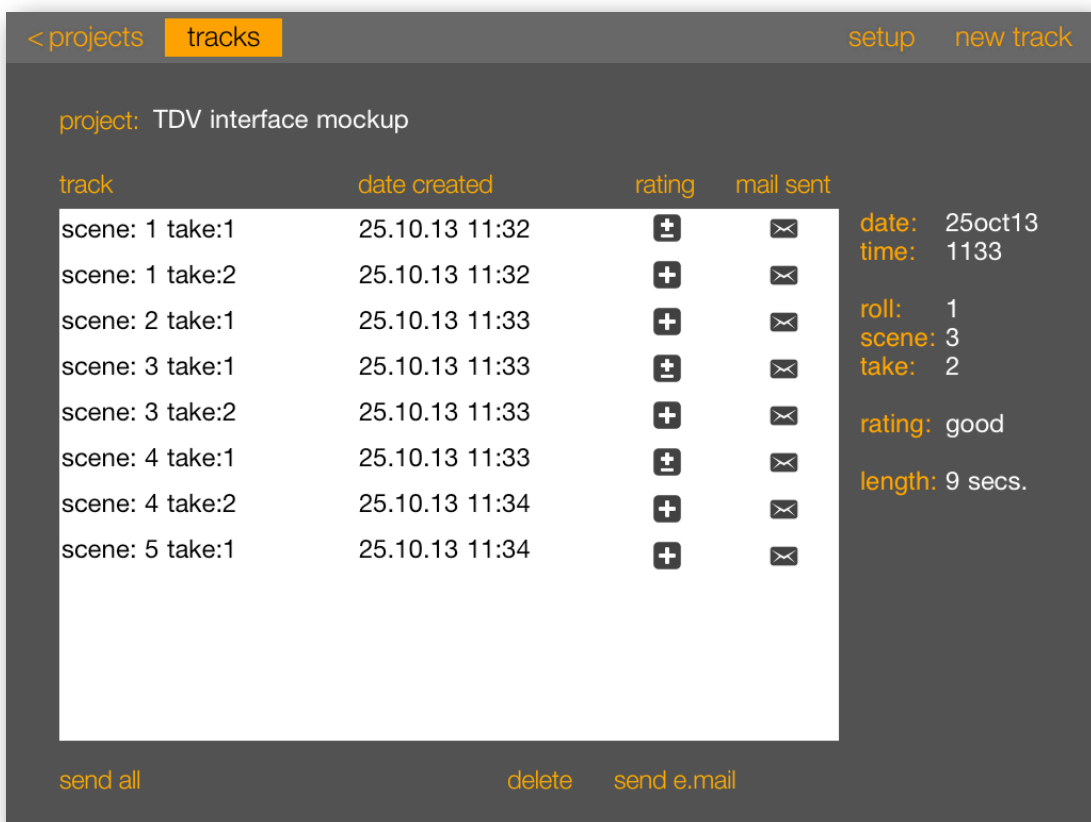 < projects tracks setup new track
project: TDV interface mockup
track date created rating mail sent
scene: 1 take:1 25.10.13 11:32
scene: 1 take:2 25.10.13 11:32
scene: 2 take:1 25.10.13 11:33
scene: 3 take:1 25.10.13 11:33
scene: 3 take:2 25.10.13 11:33
scene: 4 take:1 25.10.13 11:33
scene: 4 take:2 25.10.13 11:34
scene: 5 take:1 25.10.13 11:34
date: 25oct13
time: 1133
roll: 1
scene: 3
take: 2
rating: good
length: 9 secs.
send all delete send e.mail